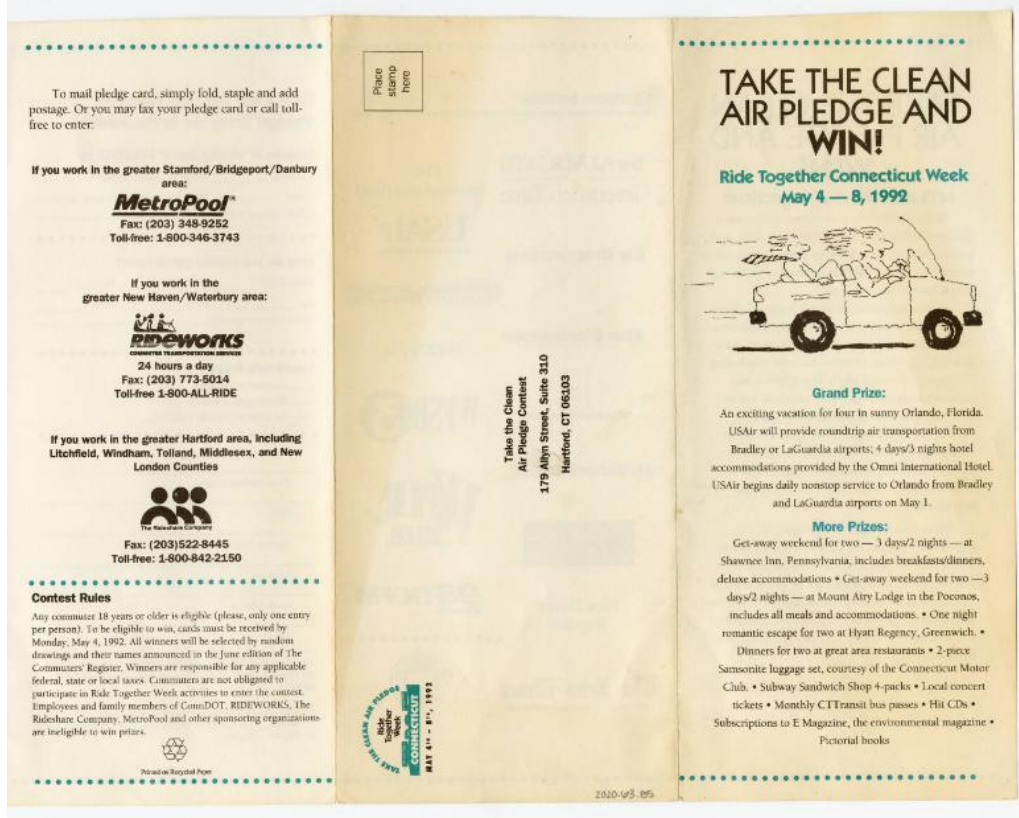 To mail pledge card, simply fold, staple and add
postage. Or you may fax your pledge card or call toll-
free to enter:
If you work in the greater Stamford/Bridgeport/Danbury
area:
MetroPool
Fax: (203) 348-9252
Toll-free: 1-800-346-3743
If you work in the
greater New Haven/Waterbury area:
RIDEWORKS
COMMUTER TRANSPORTATION SERVICES
24 hours a day
Fax: (203) 773-5014
Toll-free 1-800-ALL-RIDE
If you work in the greater Hartford area, including
Litchfield, Windham, Tolland, Middlesex, and New
London Counties
The Rideshare Company
Fax: (203)522-8445
Toll-free: 1-800-842-2150
Contest Rules
Any commuter 18 years or older is eligible (please, only one entry
per person). To be eligible to win, cards must be received by
Monday, May 4, 1992. All winners will be selected by random
drawings and their names announced in the June edition of The
Commuters' Register. Winners are responsible for any applicable
federal, state or local taxes. Commuters are not obligated to
participate in Ride Together Week activities to enter the contest.
Employees and family members of ConnDOT, RIDEWORKS, The
Rideshare Company, MetroPool and other sponsoring organizations
are ineligible to win prizes.
Printed on Recycled Paper
Place
stamp
here
Take the Clean
Air Pledge Contest
179 Allyn Street, Suite 310
Hartford, CT 06103
TAKE THE CLEAN AIR PLEDGE
Ride
Together
Week
CONNECTICUT
MAY 4TH - 8TH, 1992
2020.63.85
TAKE THE CLEAN
AIR PLEDGE AND
WIN!
Ride Together Connecticut Week
May 4 — 8, 1992
Grand Prize:
An exciting vacation for four in sunny Orlando, Florida.
USAir will provide roundtrip air transportation from
Bradley or LaGuardia airports; 4 days/3 nights hotel
accommodations provided by the Omni International Hotel.
USAir begins daily nonstop service to Orlando from Bradley
and LaGuardia airports on May 1.
More Prizes:
Get-away weekend for two — 3 days/2 nights — at
Shawnee Inn, Pennsylvania, includes breakfasts/dinners,
deluxe accommodations • Get-away weekend for two —3
days/2 nights — at Mount Airy Lodge in the Poconos,
includes all meals and accommodations. • One night
romantic escape for two at Hyatt Regency, Greenwich. •
Dinners for two at great area restaurants • 2-piece
Samsonite luggage set, courtesy of the Connecticut Motor
Club. • Subway Sandwich Shop 4-packs • Local concert
tickets • Monthly CTTransit bus passes • Hit CDs •
Subscriptions to E Magazine, the environmental magazine •
Pictorial books